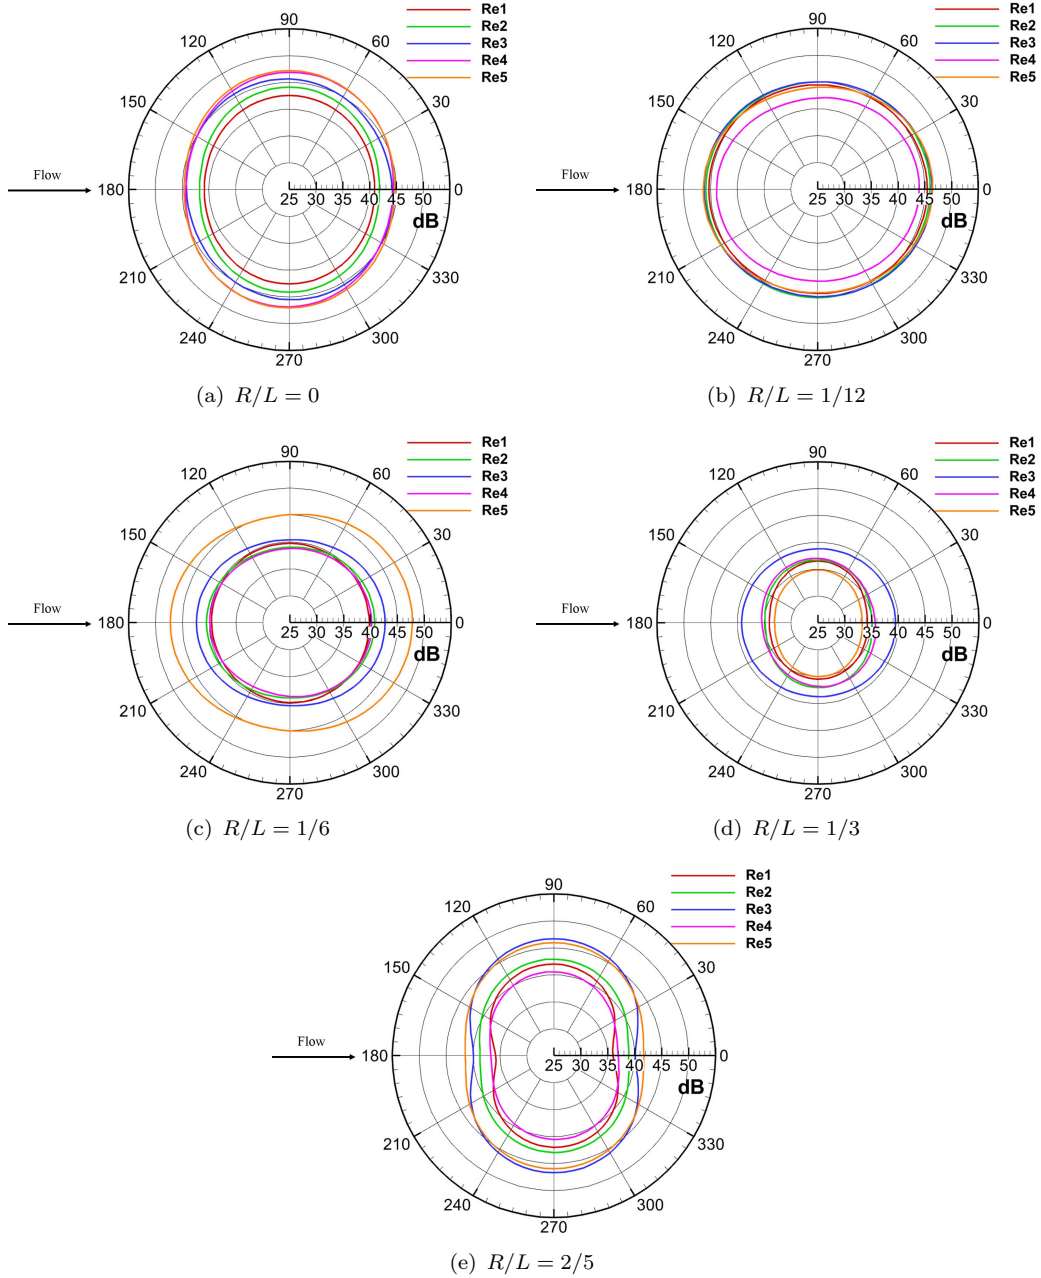 90
120
60
150
30
180
0
210
330
240
300
270
25 30 35 40 45 50
dB
Flow
Re1
Re2
Re3
Re4
Re5
(a) R/L = 0
90
120
60
150
30
180
0
210
330
240
300
270
25 30 35 40 45 50
dB
Flow
Re1
Re2
Re3
Re4
Re5
(b) R/L = 1/12
90
120
60
150
30
180
0
210
330
240
300
270
25 30 35 40 45 50
dB
Flow
Re1
Re2
Re3
Re4
Re5
(c) R/L = 1/6
90
120
60
150
30
180
0
210
330
240
300
270
25 30 35 40 45 50
dB
Flow
Re1
Re2
Re3
Re4
Re5
(d) R/L = 1/3
90
120
60
150
30
180
0
210
330
240
300
270
25 30 35 40 45 50
dB
Flow
Re1
Re2
Re3
Re4
Re5
(e) R/L = 2/5